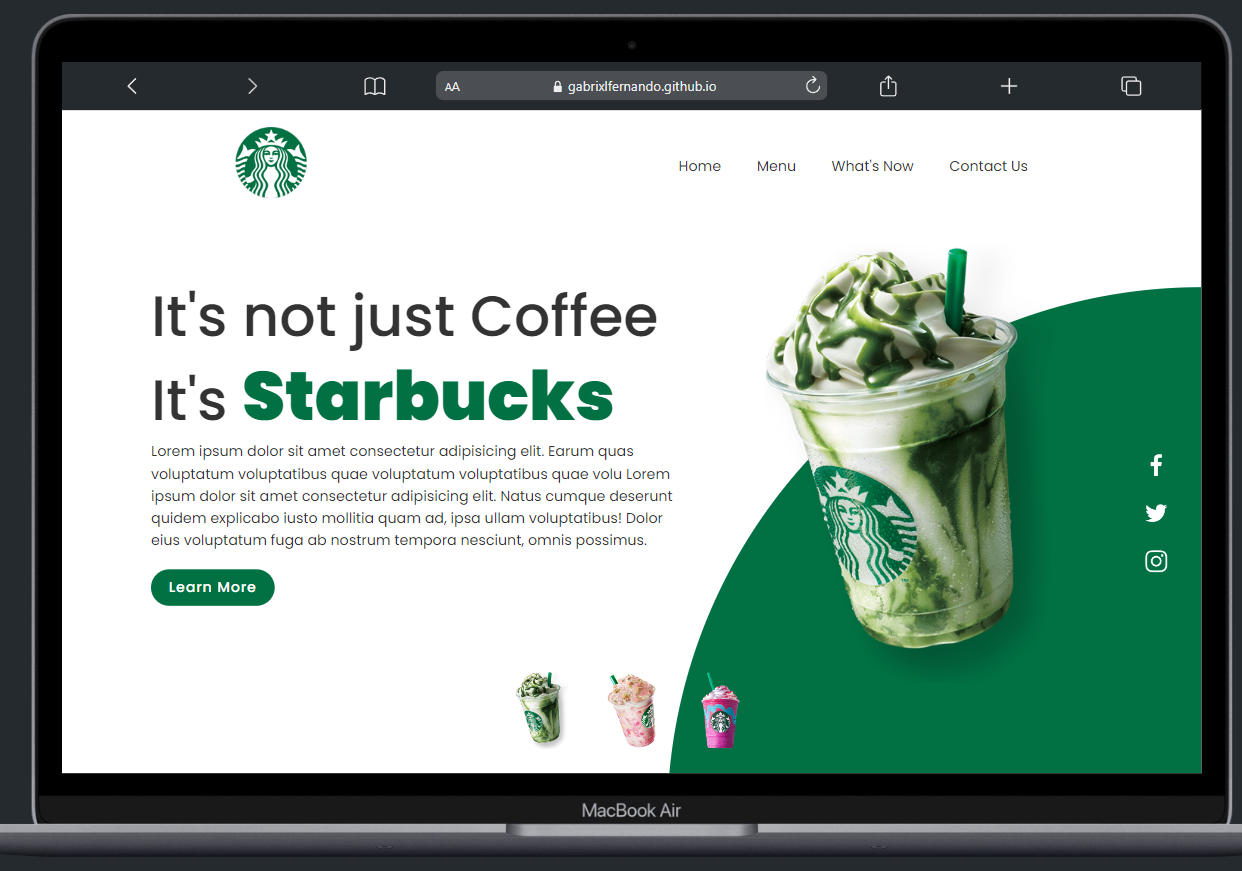 AA gabrixlfernando.github.io
Home Menu What's Now Contact Us
It's not just Coffee
It's Starbucks
Lorem ipsum dolor sit amet consectetur adipisicing elit. Earum quas
voluptatum voluptatibus quae voluptatum voluptatibus quae volu Lorem
ipsum dolor sit amet consectetur adipisicing elit. Natus cumque deserunt
quidem explicabo iusto mollitia quam ad, ipsa ullam voluptatibus! Dolor
eius voluptatum fuga ab nostrum tempora nesciunt, omnis possimus.
Learn More
MacBook Air